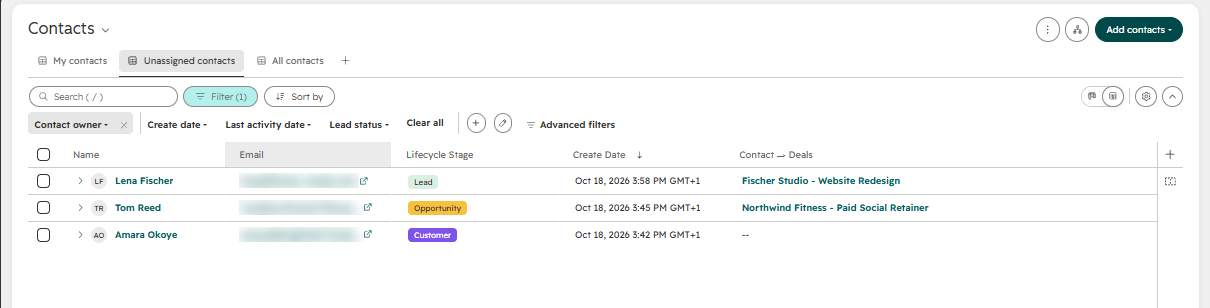 Contacts
Add contacts
My contacts Unassigned contacts All contacts +
Search ( / ) Filter (1) Sort by
Contact owner Create date Last activity date Lead status Clear all + Advanced filters
Name Email Lifecycle Stage Create Date Contact → Deals +
LF Lena Fischer Lead Oct 18, 2026 3:58 PM GMT+1 Fischer Studio - Website Redesign
TR Tom Reed Opportunity Oct 18, 2026 3:45 PM GMT+1 Northwind Fitness - Paid Social Retainer
AO Amara Okoye Customer Oct 18, 2026 3:42 PM GMT+1 --